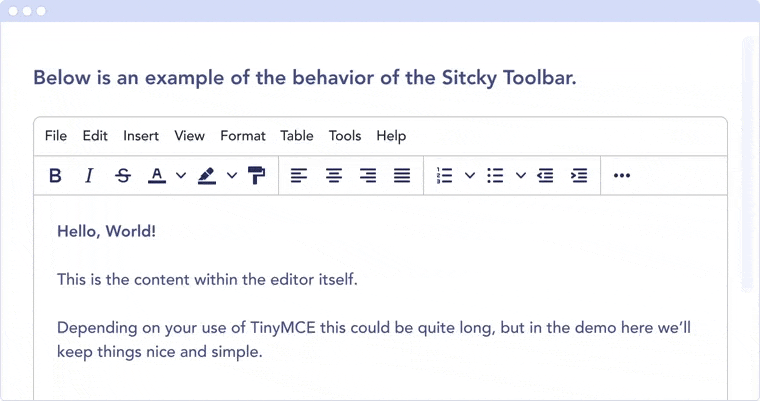 Below is an example of the behavior of the Sitcky Toolbar.
File Edit Insert View Format Table Tools Help
B I S A
Hello, World!
This is the content within the editor itself.
Depending on your use of TinyMCE this could be quite long, but in the demo here we’ll
keep things nice and simple.